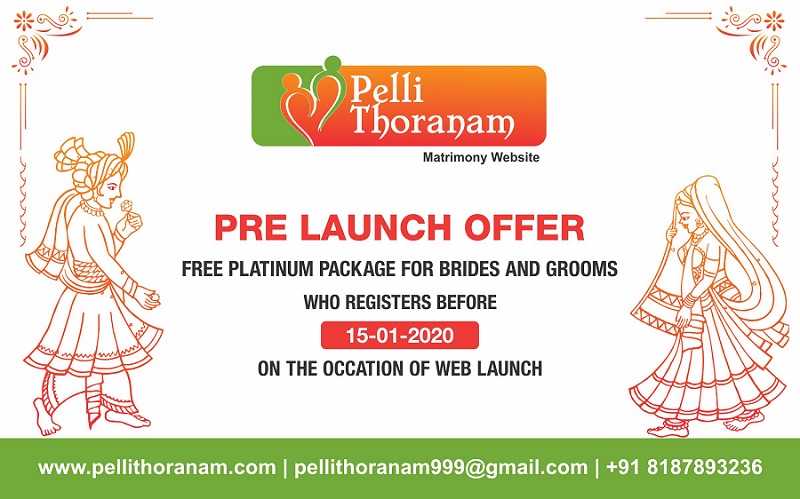 Pelli
Thoranam
Matrimony Website
PRE LAUNCH OFFER
FREE PLATINUM PACKAGE FOR BRIDES AND GROOMS
WHO REGISTERS BEFORE
15-01-2020
ON THE OCCATION OF WEB LAUNCH
www.pellithoranam.com | pellithoranam999@gmail.com | +91 8187893236